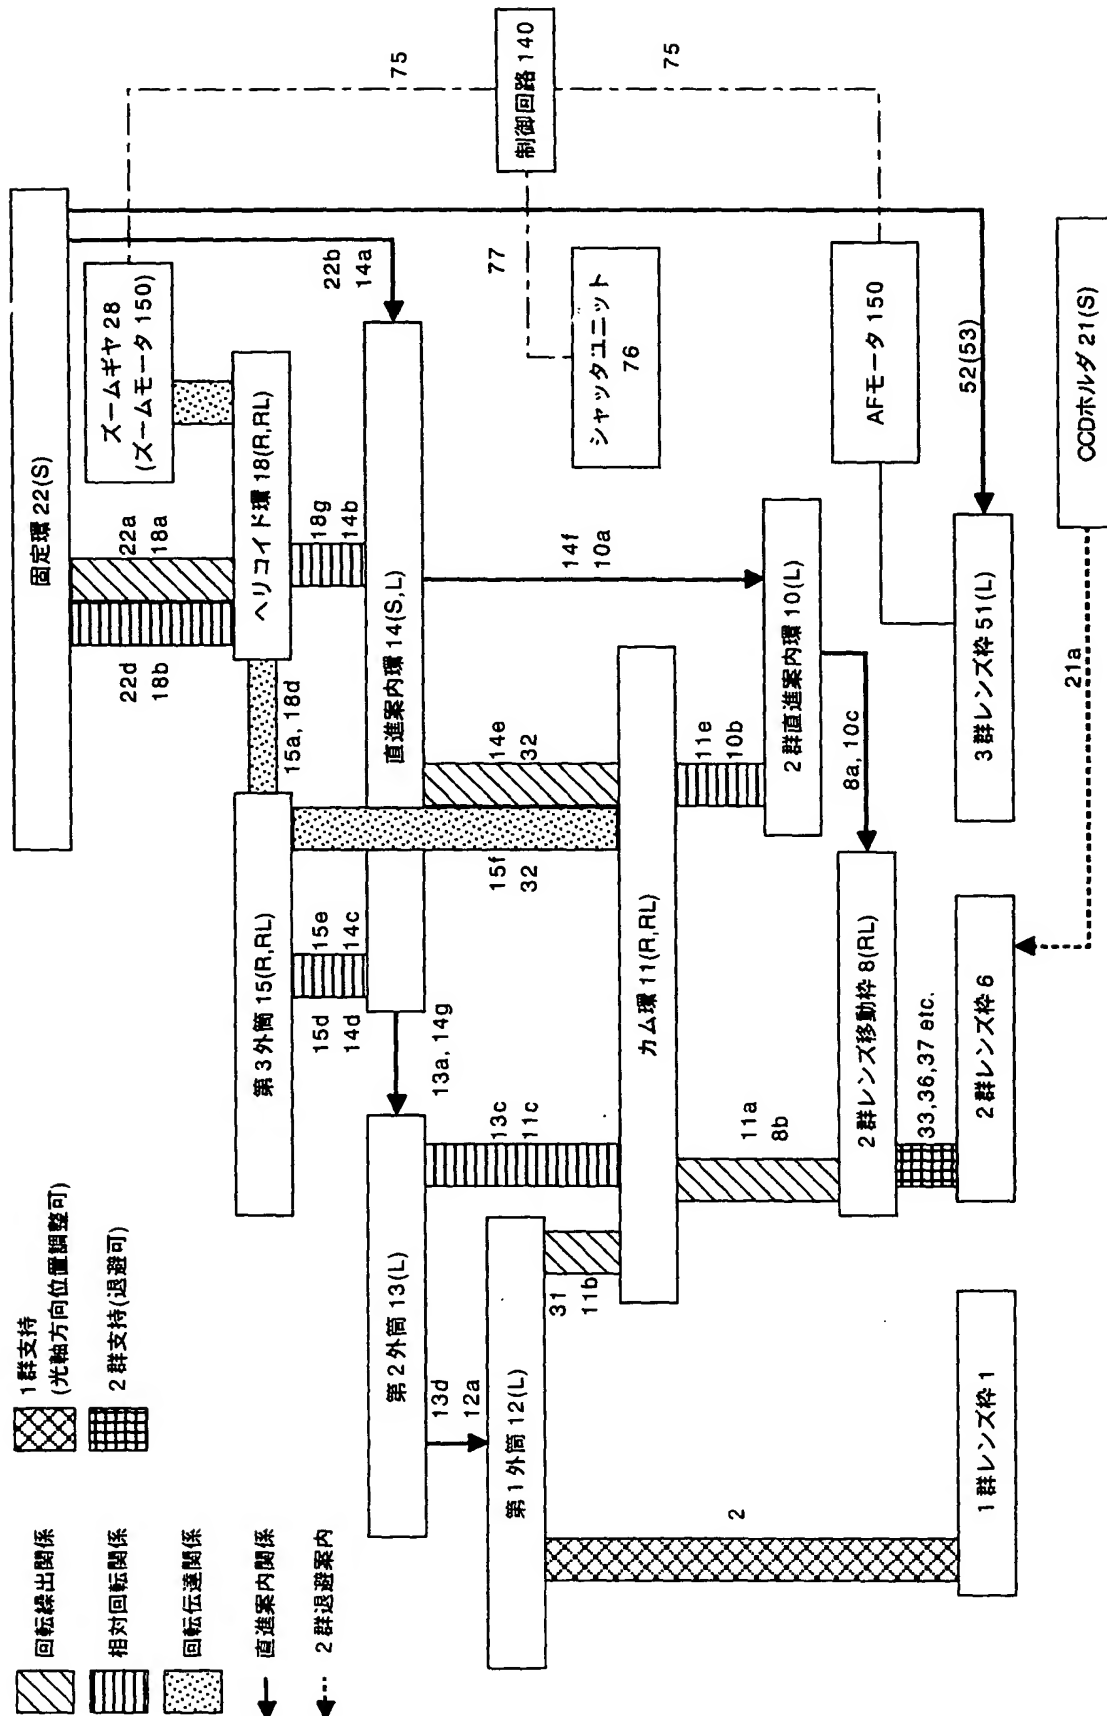 回転繰出関係
相対回転関係
回転伝達関係
直進案内関係
2群退避案内
1群支持
(光軸方向位置調整可)
2群支持(退避可)
固定環 22(S)
ズームギヤ 28
(ズームモータ 150)
75
制御回路 140
75
22a
18a
22d
18b
ヘリコイド環 18(R,RL)
22b
14a
77
シャッタユニット
76
第3外筒 15(R,RL)
15a, 18d
18g
14b
15e
14c
15d
14d
直進案内環 14(S,L)
13a, 14g
14e
32
15f
32
14f
10a
第2外筒 13(L)
13d
12a
13c
11c
第1外筒 12(L)
31
11b
カム環 11(R,RL)
11e
10b
2群直進案内環 10(L)
8a, 10c
AFモータ 150
52(53)
11a
8b
2群レンズ移動枠 8(RL)
33,36,37 etc.
2
1群レンズ枠 1
2群レンズ枠 6
3群レンズ枠 51(L)
21a
CCDホルダ 21(S)